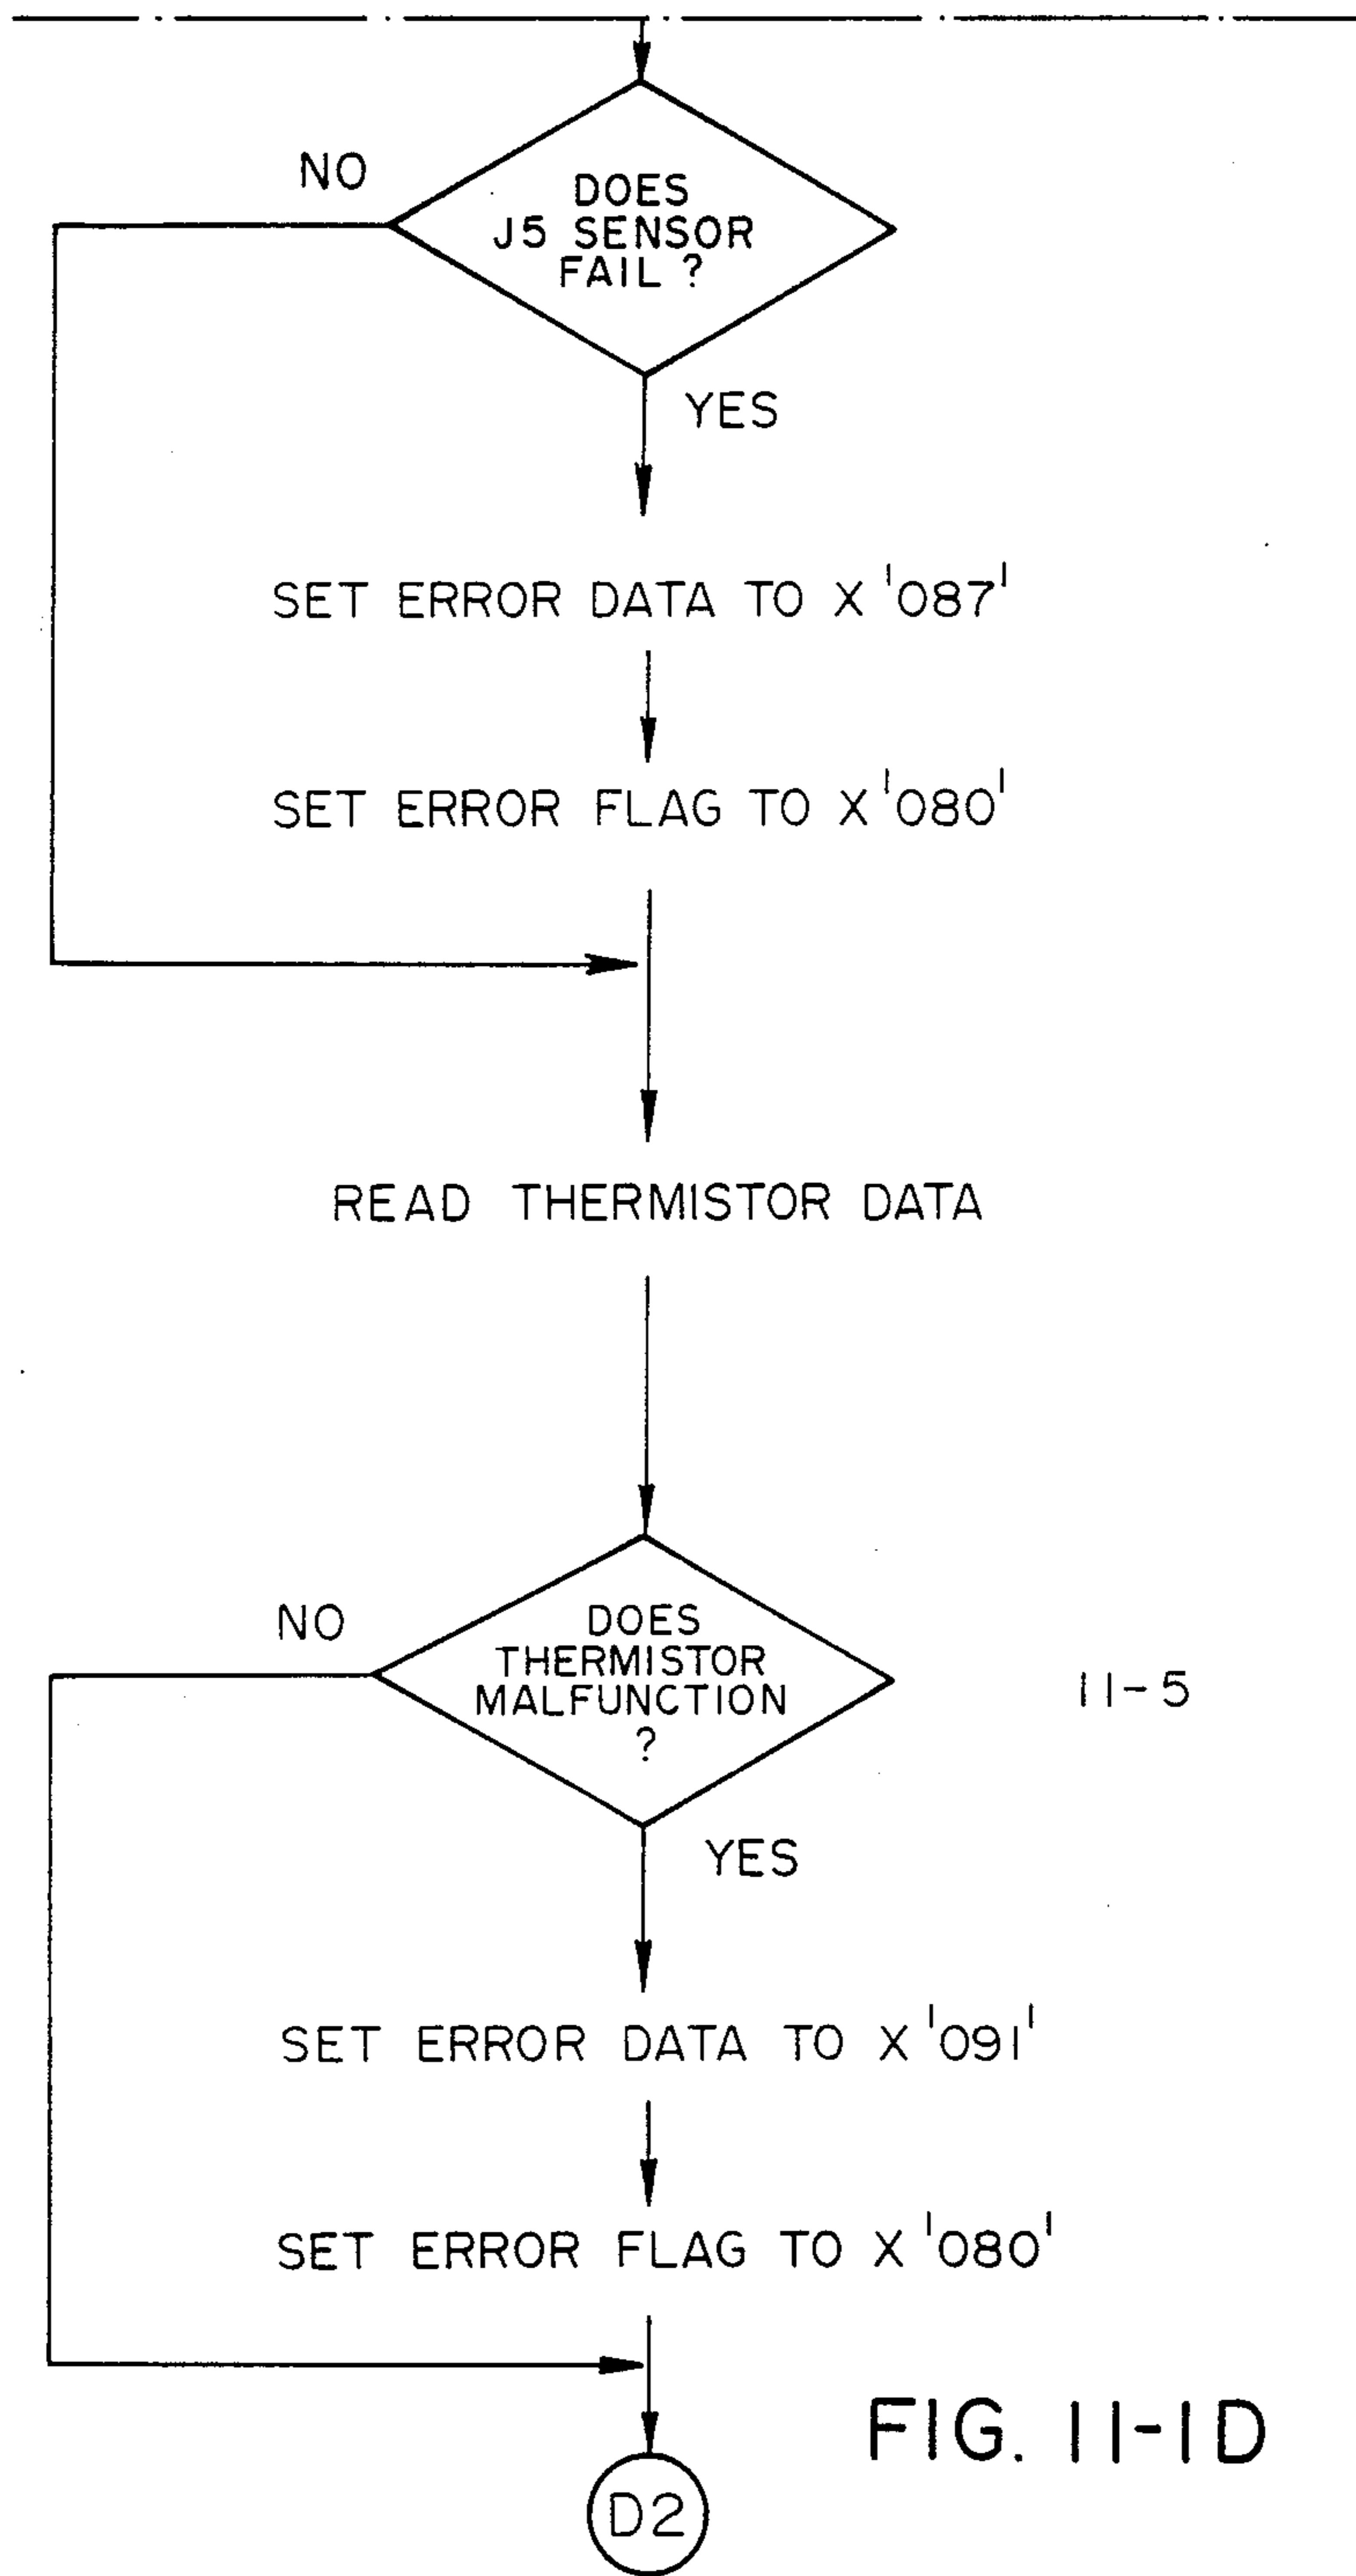 NO
DOES
J5 SENSOR
FAIL ?
YES
SET ERROR DATA TO X'087'
SET ERROR FLAG TO X'080'
READ THERMISTOR DATA
NO
DOES
THERMISTOR
MALFUNCTION
?
11-5
YES
SET ERROR DATA TO X'091'
SET ERROR FLAG TO X'080'
FIG. 11-1D
D2